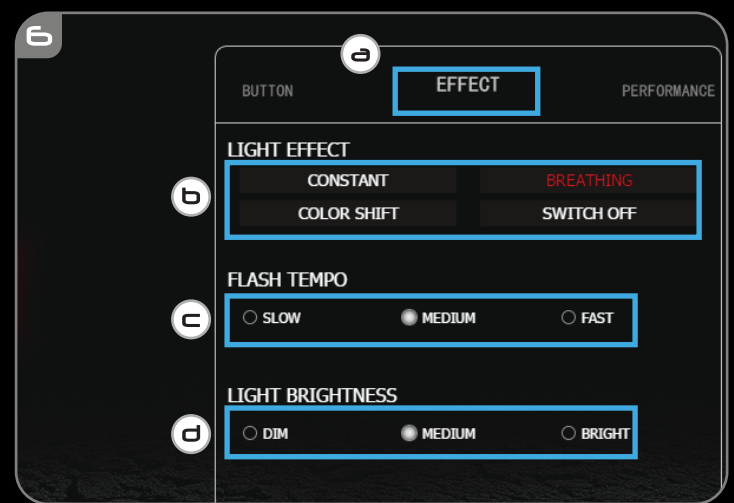 6
a
BUTTON EFFECT PERFORMANCE
LIGHT EFFECT
b
CONSTANT BREATHING
COLOR SHIFT SWITCH OFF
FLASH TEMPO
c
SLOW MEDIUM FAST
LIGHT BRIGHTNESS
d
DIM MEDIUM BRIGHT